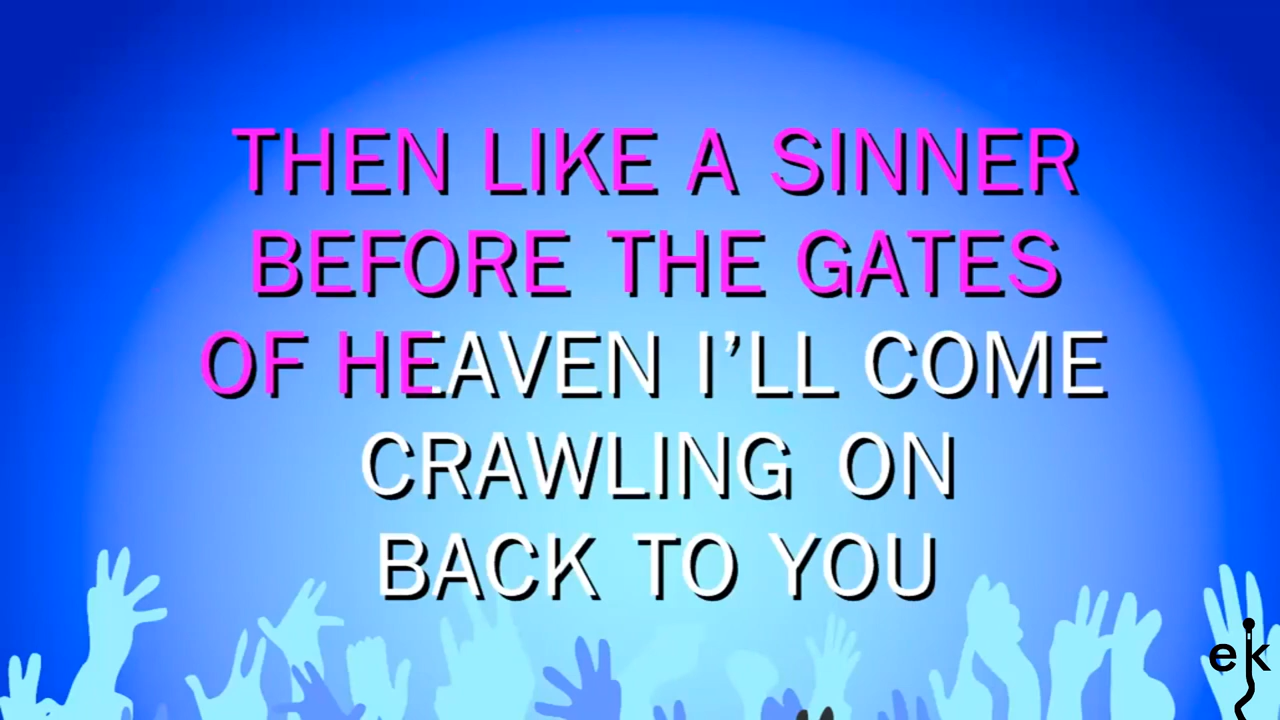 THEN LIKE A SINNER
BEFORE THE GATES
OF HEAVEN I'LL COME
CRAWLING ON
BACK TO YOU
ek